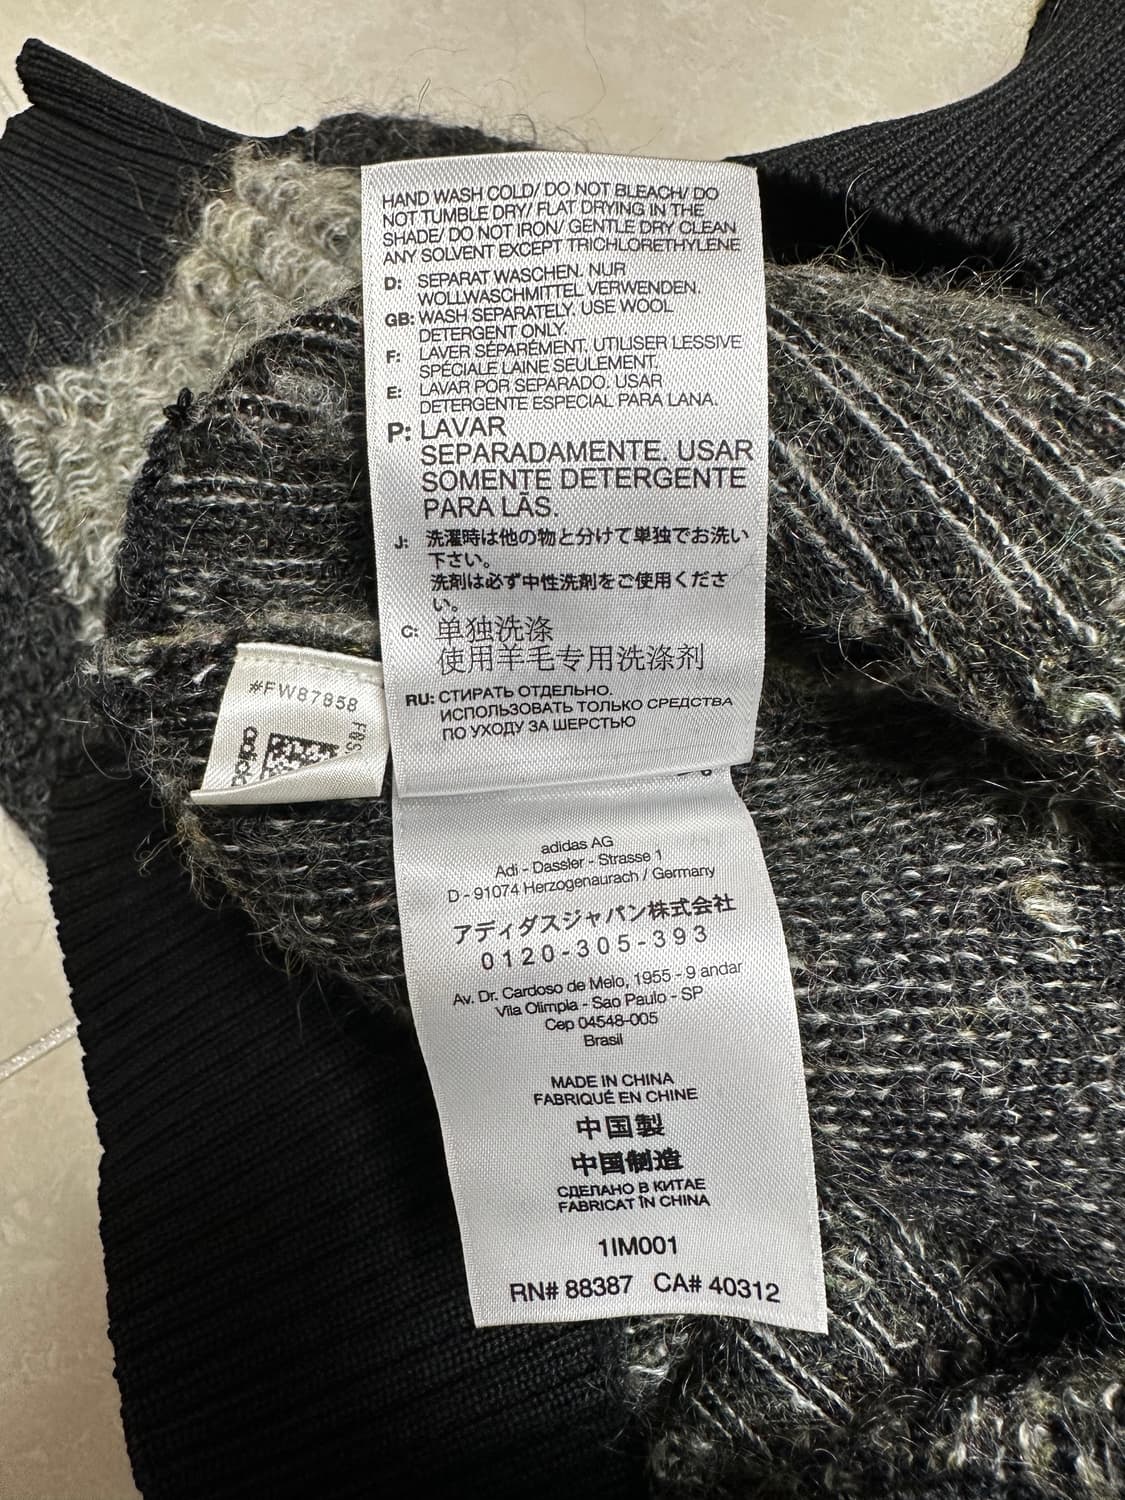 HAND WASH COLD/ DO NOT BLEACH/ DO
NOT TUMBLE DRY/ FLAT DRYING IN THE
SHADE/ DO NOT IRON/ GENTLE DRY CLEAN
ANY SOLVENT EXCEPT TRICHLORETHYLENE
D: SEPARAT WASCHEN. NUR
WOLLWASCHMITTEL VERWENDEN.
GB: WASH SEPARATELY. USE WOOL
DETERGENT ONLY.
F: LAVER SÉPARÉMENT. UTILISER LESSIVE
SPÉCIALE LAINE SEULEMENT.
E: LAVAR POR SEPARADO. USAR
DETERGENTE ESPECIAL PARA LANA.
P: LAVAR
SEPARADAMENTE. USAR
SOMENTE DETERGENTE
PARA LÃS.
J: 洗濯時は他の物と分けて単独でお洗い
下さい。
洗剤は必ず中性洗剤をご使用くださ
い。
C: 单独洗涤
使用羊毛专用洗涤剂
RU: СТИРАТЬ ОТДЕЛЬНО.
ИСПОЛЬЗОВАТЬ ТОЛЬКО СРЕДСТВА
ПО УХОДУ ЗА ШЕРСТЬЮ
#FW87858
adidas
adidas AG
Adi - Dassler - Strasse 1
D - 91074 Herzogenaurach / Germany
アディダスジャパン株式会社
0120-305-393
Av. Dr. Cardoso de Melo, 1955 - 9 andar
Vila Olimpia - Sao Paulo - SP
Cep 04548-005
Brasil
MADE IN CHINA
FABRIQUÉ EN CHINE
中国製
中国制造
СДЕЛАНО В КИТАЕ
FABRICAT ÎN CHINA
1IM001
RN# 88387 CA# 40312